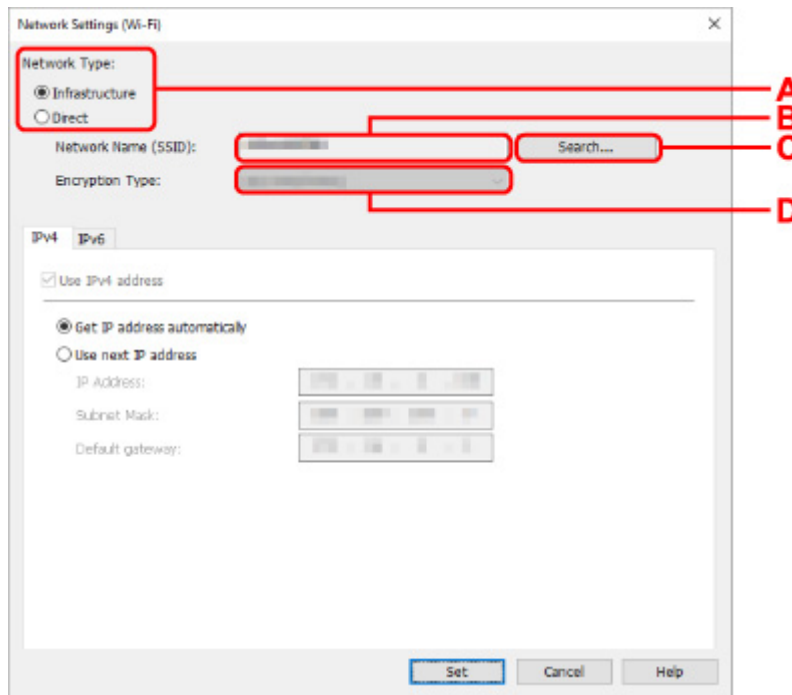 Network Settings (Wi-Fi)
Network Type:
Infrastructure
A
Direct
B
Network Name (SSID):
Search...
C
Encryption Type:
D
IPv4 IPv6
Use IPv4 address
Get IP address automatically
Use next IP address
IP Address:
Subnet Mask:
Default gateway:
Set Cancel Help